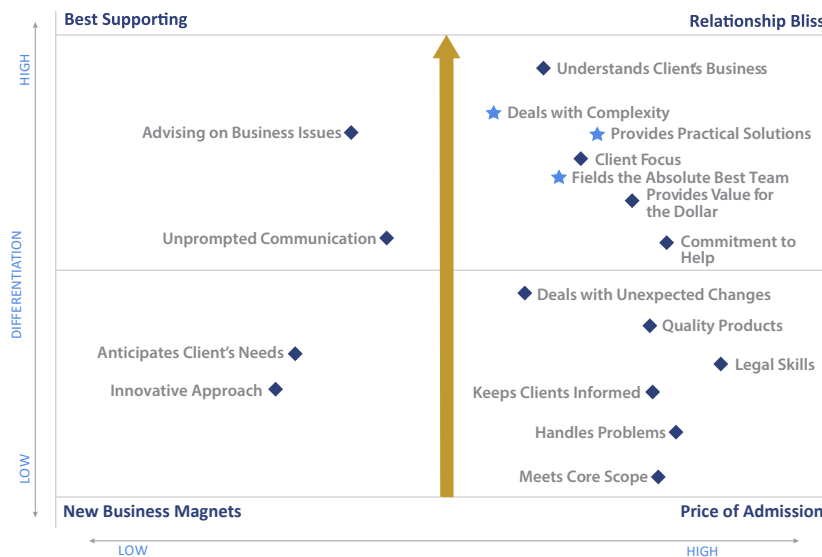 Best Supporting
Relationship Bliss
HIGH
Understands Client's Business
Deals with Complexity
Advising on Business Issues
Provides Practical Solutions
Client Focus
Fields the Absolute Best Team
Provides Value for
the Dollar
Unprompted Communication
Commitment to
Help
DIFFERENTIATION
Deals with Unexpected Changes
Quality Products
Anticipates Client's Needs
Legal Skills
Innovative Approach
Keeps Clients Informed
Handles Problems
LOW
Meets Core Scope
New Business Magnets
Price of Admission
LOW
HIGH